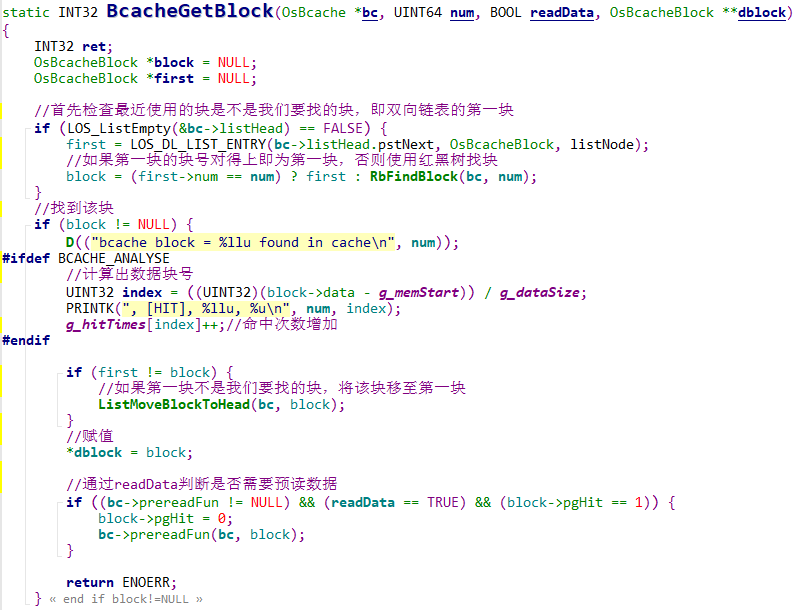 static INT32 BcacheGetBlock(OsBcache *bc, UINT64 num, BOOL readData, OsBcacheBlock **dblock)
{
    INT32 ret;
    OsBcacheBlock *block = NULL;
    OsBcacheBlock *first = NULL;

    //首先检查最近使用的块是不是我们要找的块，即双向链表的第一块
    if (LOS_ListEmpty(&bc->listHead) == FALSE) {
        first = LOS_DL_LIST_ENTRY(bc->listHead.pstNext, OsBcacheBlock, listNode);
        //如果第一块的块号对得上即为第一块，否则使用红黑树找块
        block = (first->num == num) ? first : RbFindBlock(bc, num);
    }
    //找到该块
    if (block != NULL) {
        D(("bcache block = %llu found in cache\n", num));
#ifdef BCACHE_ANALYSE
        //计算出数据块号
        UINT32 index = ((UINT32)(block->data - g_memStart)) / g_dataSize;
        PRINTK(", [HIT], %llu, %u\n", num, index);
        g_hitTimes[index]++;//命中次数增加
#endif

        if (first != block) {
            //如果第一块不是我们要找的块，将该块移至第一块
            ListMoveBlockToHead(bc, block);
        }
        //赋值
        *dblock = block;

        //通过readData判断是否需要预读数据
        if ((bc->prereadFun != NULL) && (readData == TRUE) && (block->pgHit == 1)) {
            block->pgHit = 0;
            bc->prereadFun(bc, block);
        }

        return ENOERR;
    } « end if block!=NULL »